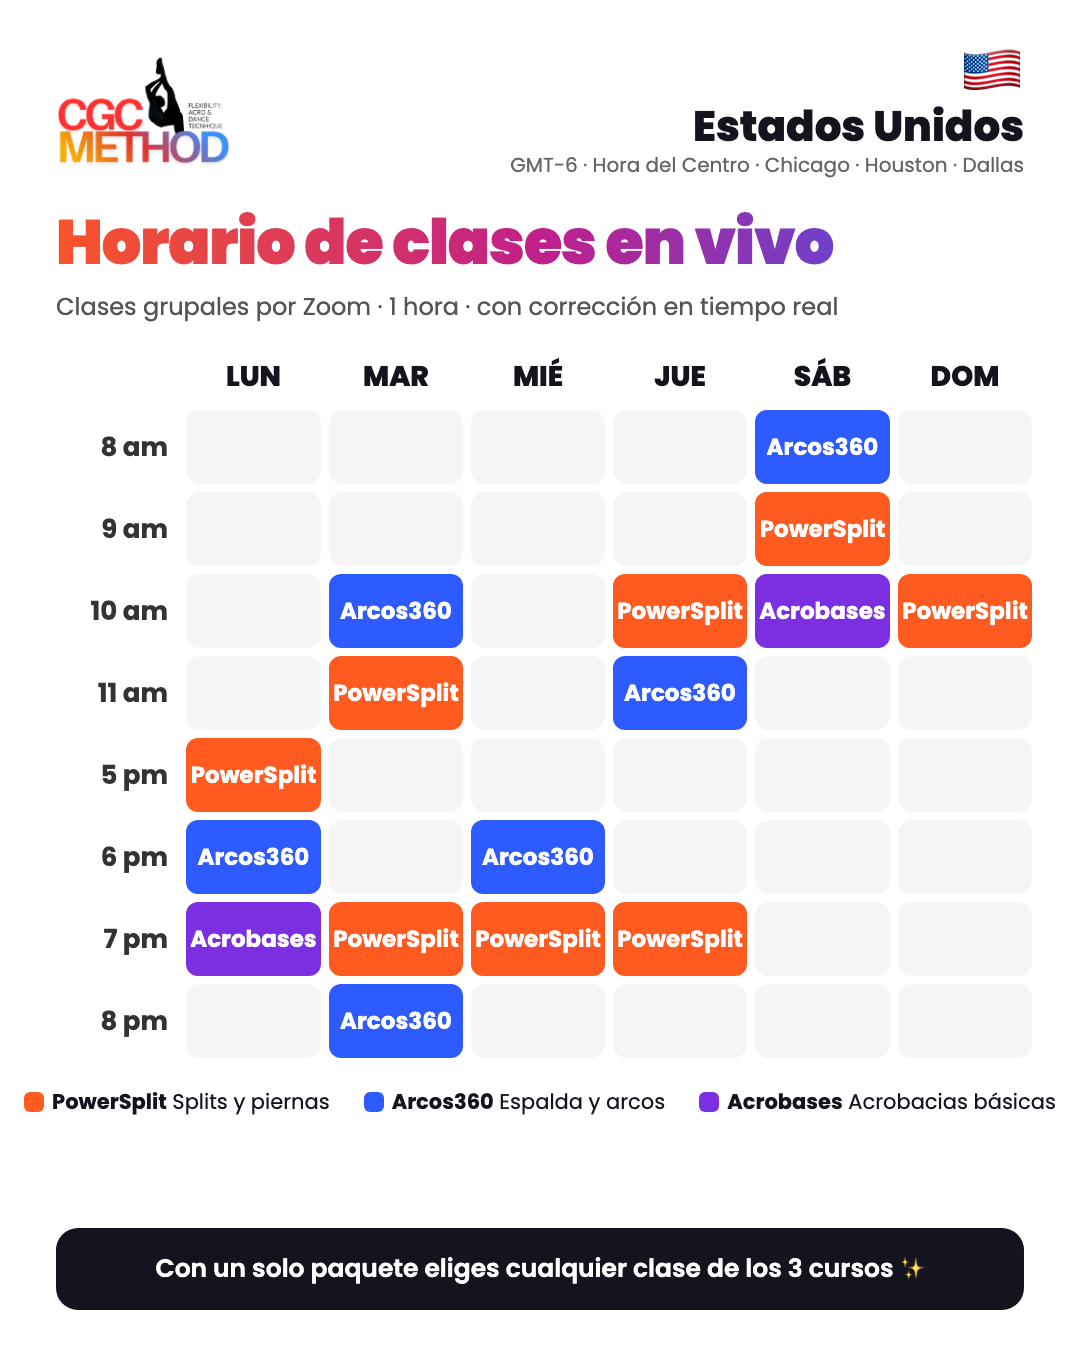 CGC
METHOD
FLEXIBILITY,
ACRO &
DANCE
TECNHIQUE
Estados Unidos
GMT-6 · Hora del Centro · Chicago · Houston · Dallas
Horario de clases en vivo
Clases grupales por Zoom · 1 hora · con corrección en tiempo real
LUN MAR MIÉ JUE SÁB DOM
8 am Arcos360
9 am PowerSplit
10 am Arcos360 PowerSplit Acrobases PowerSplit
11 am PowerSplit Arcos360
5 pm PowerSplit
6 pm Arcos360 Arcos360
7 pm Acrobases PowerSplit PowerSplit PowerSplit
8 pm Arcos360
PowerSplit Splits y piernas Arcos360 Espalda y arcos Acrobases Acrobacias básicas
Con un solo paquete eliges cualquier clase de los 3 cursos ✨